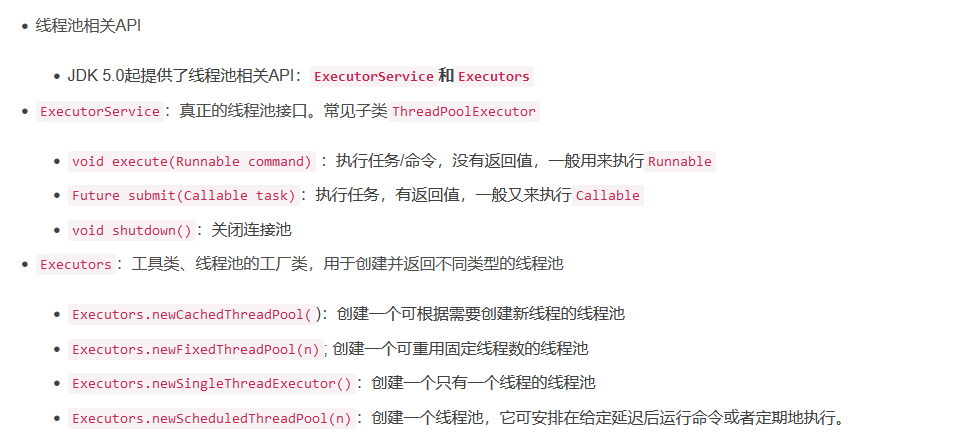 线程池相关API
JDK 5.0起提供了线程池相关API：ExecutorService 和 Executors
ExecutorService：真正的线程池接口。常见子类 ThreadPoolExecutor
void execute(Runnable command)：执行任务/命令，没有返回值，一般用来执行 Runnable
Future submit(Callable task)：执行任务，有返回值，一般又来执行 Callable
void shutdown()：关闭连接池
Executors：工具类、线程池的工厂类，用于创建并返回不同类型的线程池
Executors.newCachedThreadPool()：创建一个可根据需要创建新线程的线程池
Executors.newFixedThreadPool(n); 创建一个可重用固定线程数的线程池
Executors.newSingleThreadExecutor()：创建一个只有一个线程的线程池
Executors.newScheduledThreadPool(n)：创建一个线程池，它可安排在给定延迟后运行命令或者定期地执行。